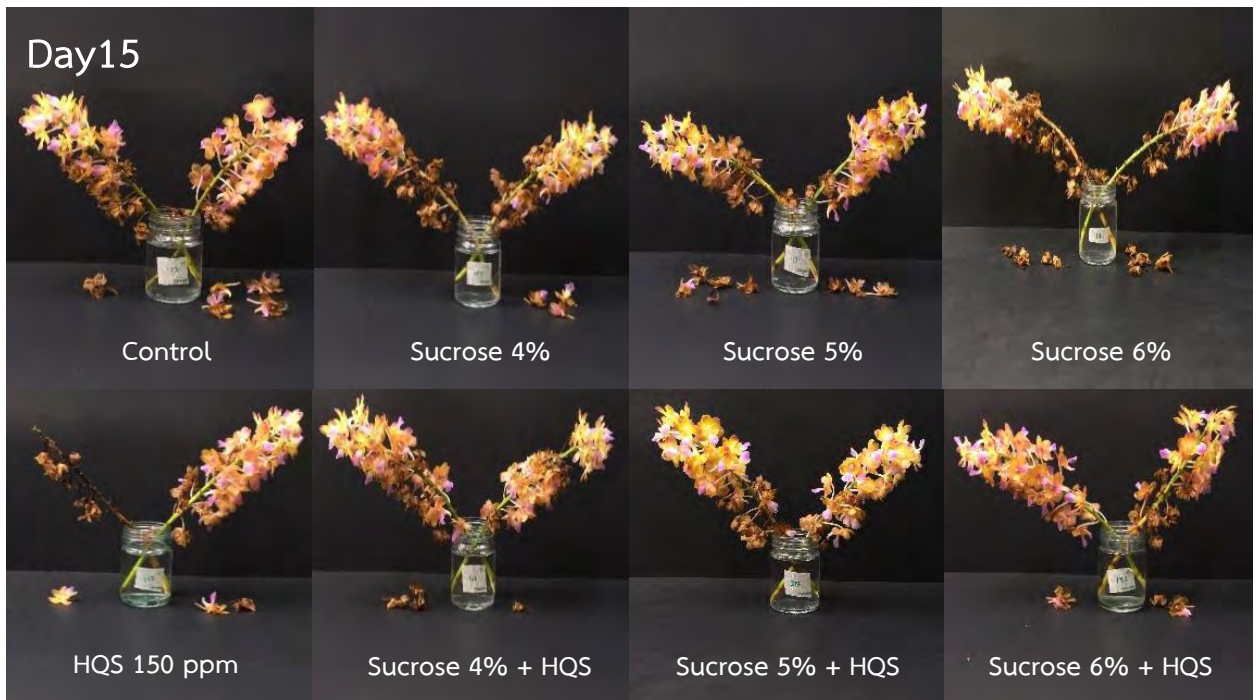 Day15
Control
Sucrose 4%
Sucrose 5%
Sucrose 6%
HQS 150 ppm
Sucrose 4% + HQS
Sucrose 5% + HQS
Sucrose 6% + HQS